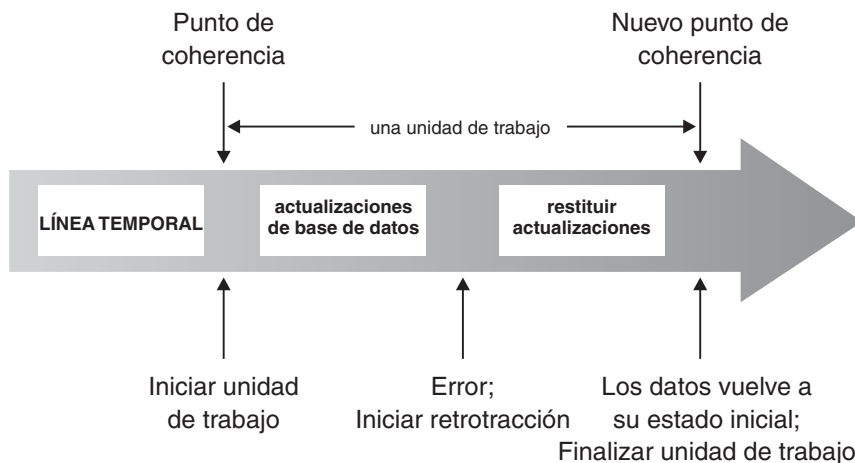 Punto de
coherencia
Nuevo punto de
coherencia
una unidad de trabajo
LÍNEA TEMPORAL
actualizaciones
de base de datos
restituir
actualizaciones
Iniciar unidad
de trabajo
Error;
Iniciar retrotracción
Los datos vuelve a
su estado inicial;
Finalizar unidad de trabajo